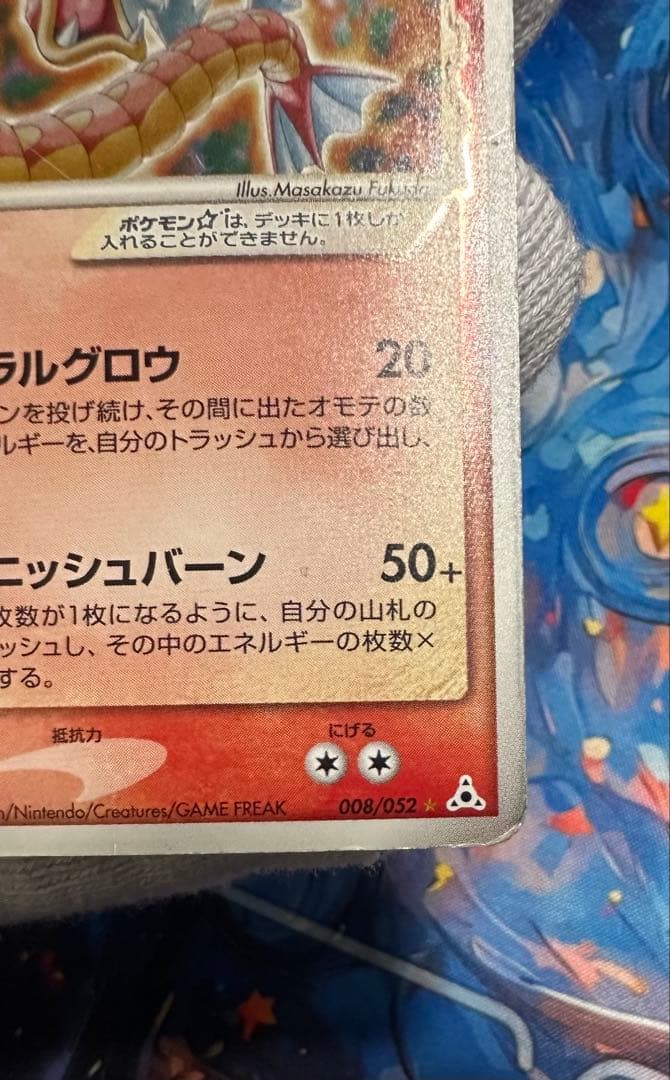 Illus.Masakazu Fukuda
ポケモン☆は、デッキに1枚しか
入れることができません。
ラルグロウ 20
ンを投げ続け、その間に出たオモテの数
ルギーを、自分のトラッシュから選び出し、
ニッシュバーン 50+
枚数が1枚になるように、自分の山札の
ッシュし、その中のエネルギーの枚数×
する。
抵抗力 にげる
/Nintendo/Creatures/GAME FREAK 008/052 ★